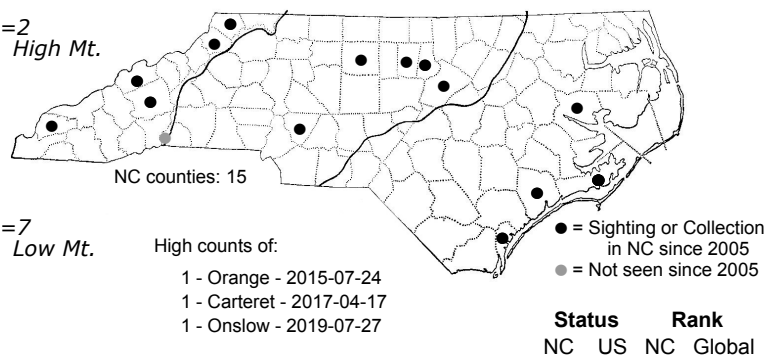 =2
High Mt.
NC counties: 15
=7
Low Mt.
High counts of:
1 - Orange - 2015-07-24
1 - Carteret - 2017-04-17
1 - Onslow - 2019-07-27
= Sighting or Collection
in NC since 2005
= Not seen since 2005
Status Rank
NC US NC Global